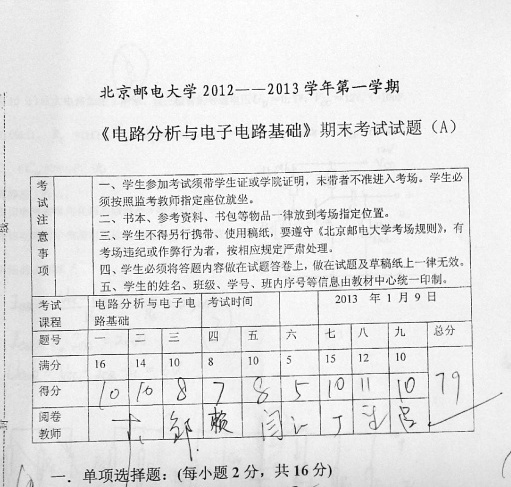 北京邮电大学 2012——2013 学年第一学期
《电路分析与电子电路基础》期末考试试题（A）
考试注意事项
一、学生参加考试须带学生证或学院证明，未带者不准进入考场。学生必
须按照监考教师指定座位就坐。
二、书本、参考资料、书包等物品一律放到考场指定位置。
三、学生不得另行携带、使用稿纸，要遵守《北京邮电大学考场规则》，有
考场违纪或作弊行为者，按相应规定严肃处理。
四、学生必须将答题内容做在试题答卷上，做在试题及草稿纸上一律无效。
五、学生的姓名、班级、学号、班内序号等信息由教材中心统一印制。
考试课程 电路分析与电子电路基础 考试时间 2013 年 1 月 9 日
题号 一 二 三 四 五 六 七 八 九 总分
满分 16 14 10 8 10 5 15 12 10
得分 10 10 8 7 8 5 10 11 10 79
阅卷教师 邹 赖 闫 丁 吕
一．单项选择题：(每小题 2 分，共 16 分)